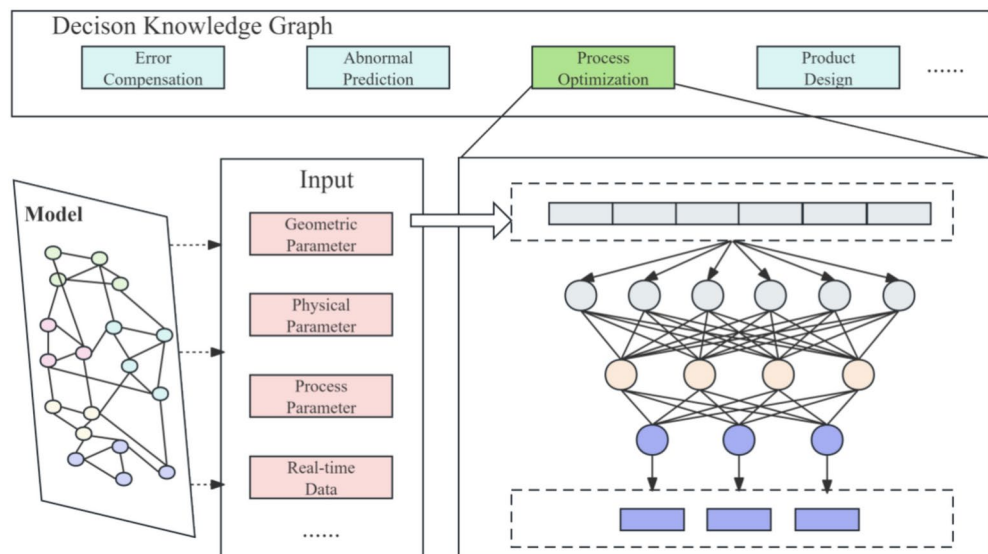 Decison Knowledge Graph
Error
Compensation
Abnormal
Prediction
Process
Optimization
Product
Design
......
Model
Input
Geometric
Parameter
Physical
Parameter
Process
Parameter
Real-time
Data
......